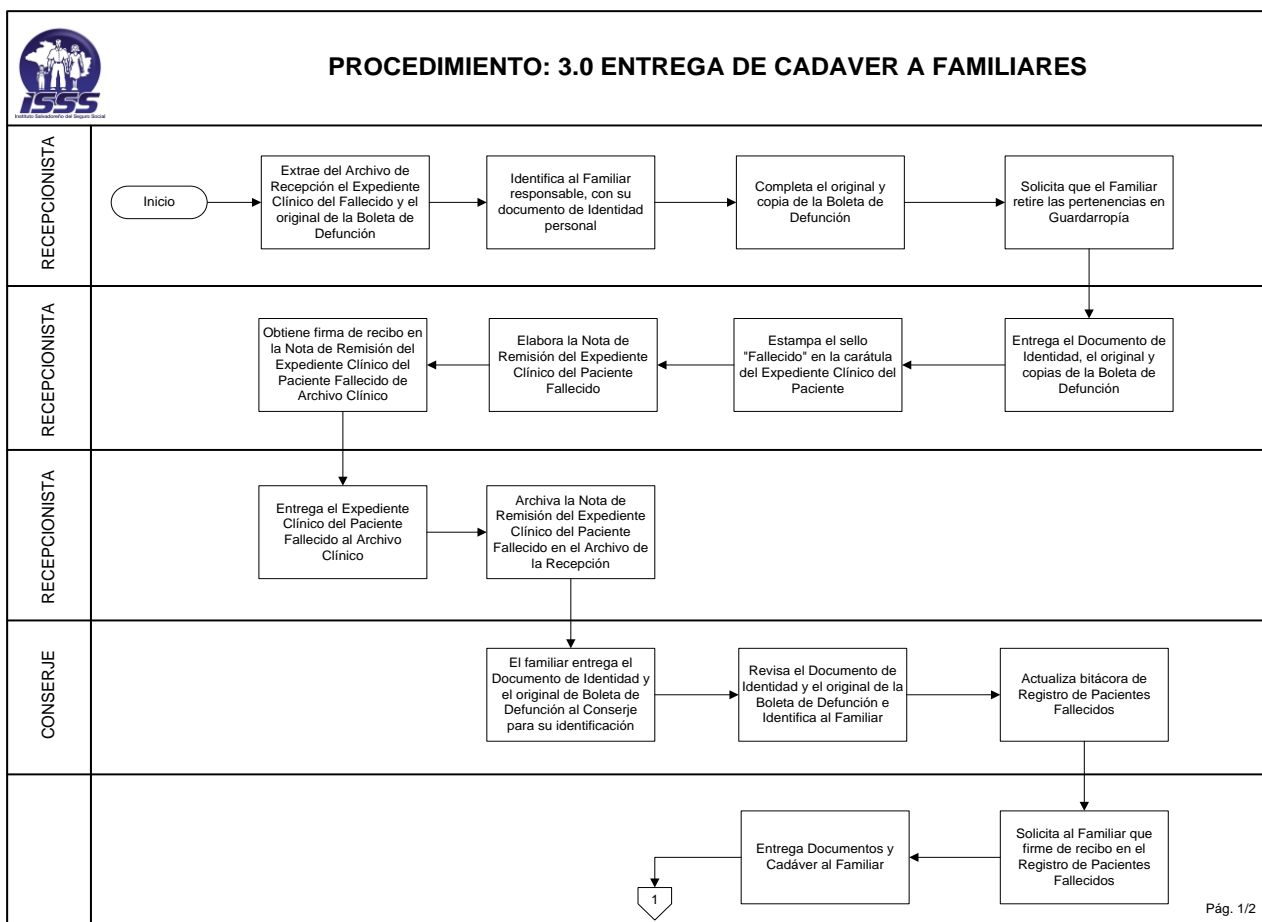 ISSS
Instituto Salvadoreño del Seguro Social
PROCEDIMIENTO: 3.0 ENTREGA DE CADAVER A FAMILIARES
RECEPCIONISTA
Inicio
Extrae del Archivo de
Recepción el Expediente
Clínico del Fallecido y el
original de la Boleta de
Defunción
Identifica al Familiar
responsable, con su
documento de Identidad
personal
Completa el original y
copia de la Boleta de
Defunción
Solicita que el Familiar
retire las pertenencias en
Guardarropía
RECEPCIONISTA
Obtiene firma de recibo en
la Nota de Remisión del
Expediente Clínico del
Paciente Fallecido de
Archivo Clínico
Elabora la Nota de
Remisión del Expediente
Clínico del Paciente
Fallecido
Estampa el sello
"Fallecido" en la carátula
del Expediente Clínico del
Paciente
Entrega el Documento de
Identidad, el original y
copias de la Boleta de
Defunción
RECEPCIONISTA
Entrega el Expediente
Clínico del Paciente
Fallecido al Archivo
Clínico
Archiva la Nota de
Remisión del Expediente
Clínico del Paciente
Fallecido en el Archivo de
la Recepción
CONSERJE
El familiar entrega el
Documento de Identidad y
el original de Boleta de
Defunción al Conserje
para su identificación
Revisa el Documento de
Identidad y el original de la
Boleta de Defunción e
Identifica al Familiar
Actualiza bitácora de
Registro de Pacientes
Fallecidos
Entrega Documentos y
Cadáver al Familiar
Solicita al Familiar que
firme de recibo en el
Registro de Pacientes
Fallecidos
1
Pág. 1/2